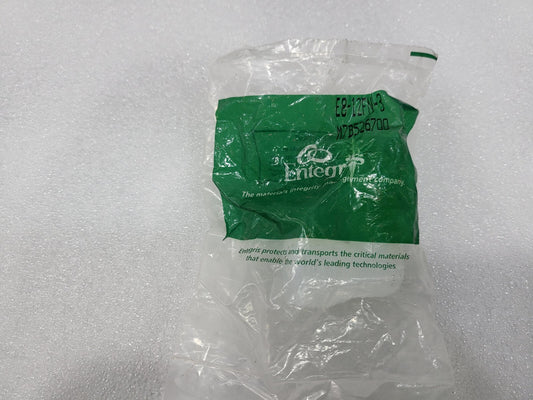 E8-12FN-3
Entegris
The materials integrity management company
Entegris protects and transports the critical materials
that enable the world's leading technologies